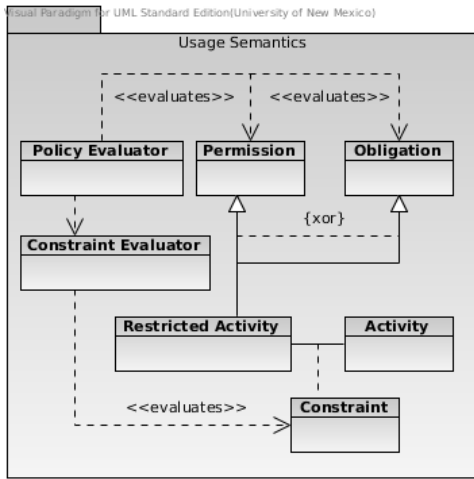 Visual Paradigm for UML Standard Edition(University of New Mexico)
Usage Semantics
<<evaluates>> <<evaluates>>
Policy Evaluator Permission Obligation
{xor}
Constraint Evaluator
Restricted Activity Activity
<<evaluates>> Constraint